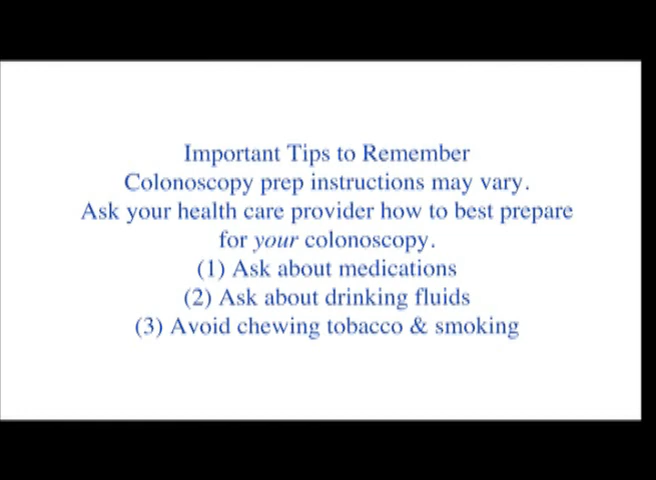 Important Tips to Remember
Colonoscopy prep instructions may vary.
Ask your health care provider how to best prepare
for your colonoscopy.
(1) Ask about medications
(2) Ask about drinking fluids
(3) Avoid chewing tobacco & smoking